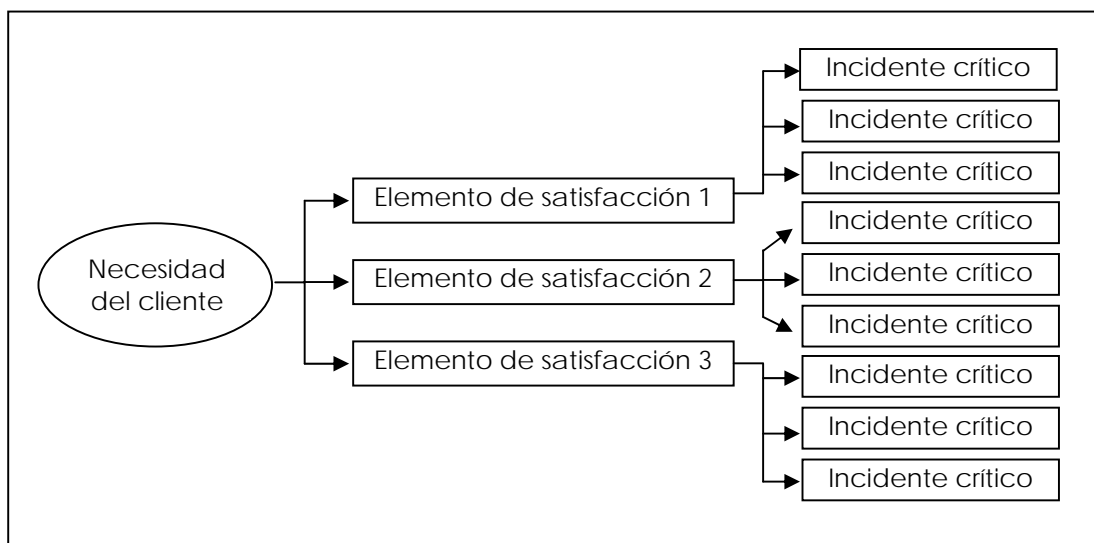 Incidente crítico
Incidente crítico
Incidente crítico
Elemento de satisfacción 1
Incidente crítico
Necesidad
del cliente
Elemento de satisfacción 2
Incidente crítico
Incidente crítico
Elemento de satisfacción 3
Incidente crítico
Incidente crítico
Incidente crítico